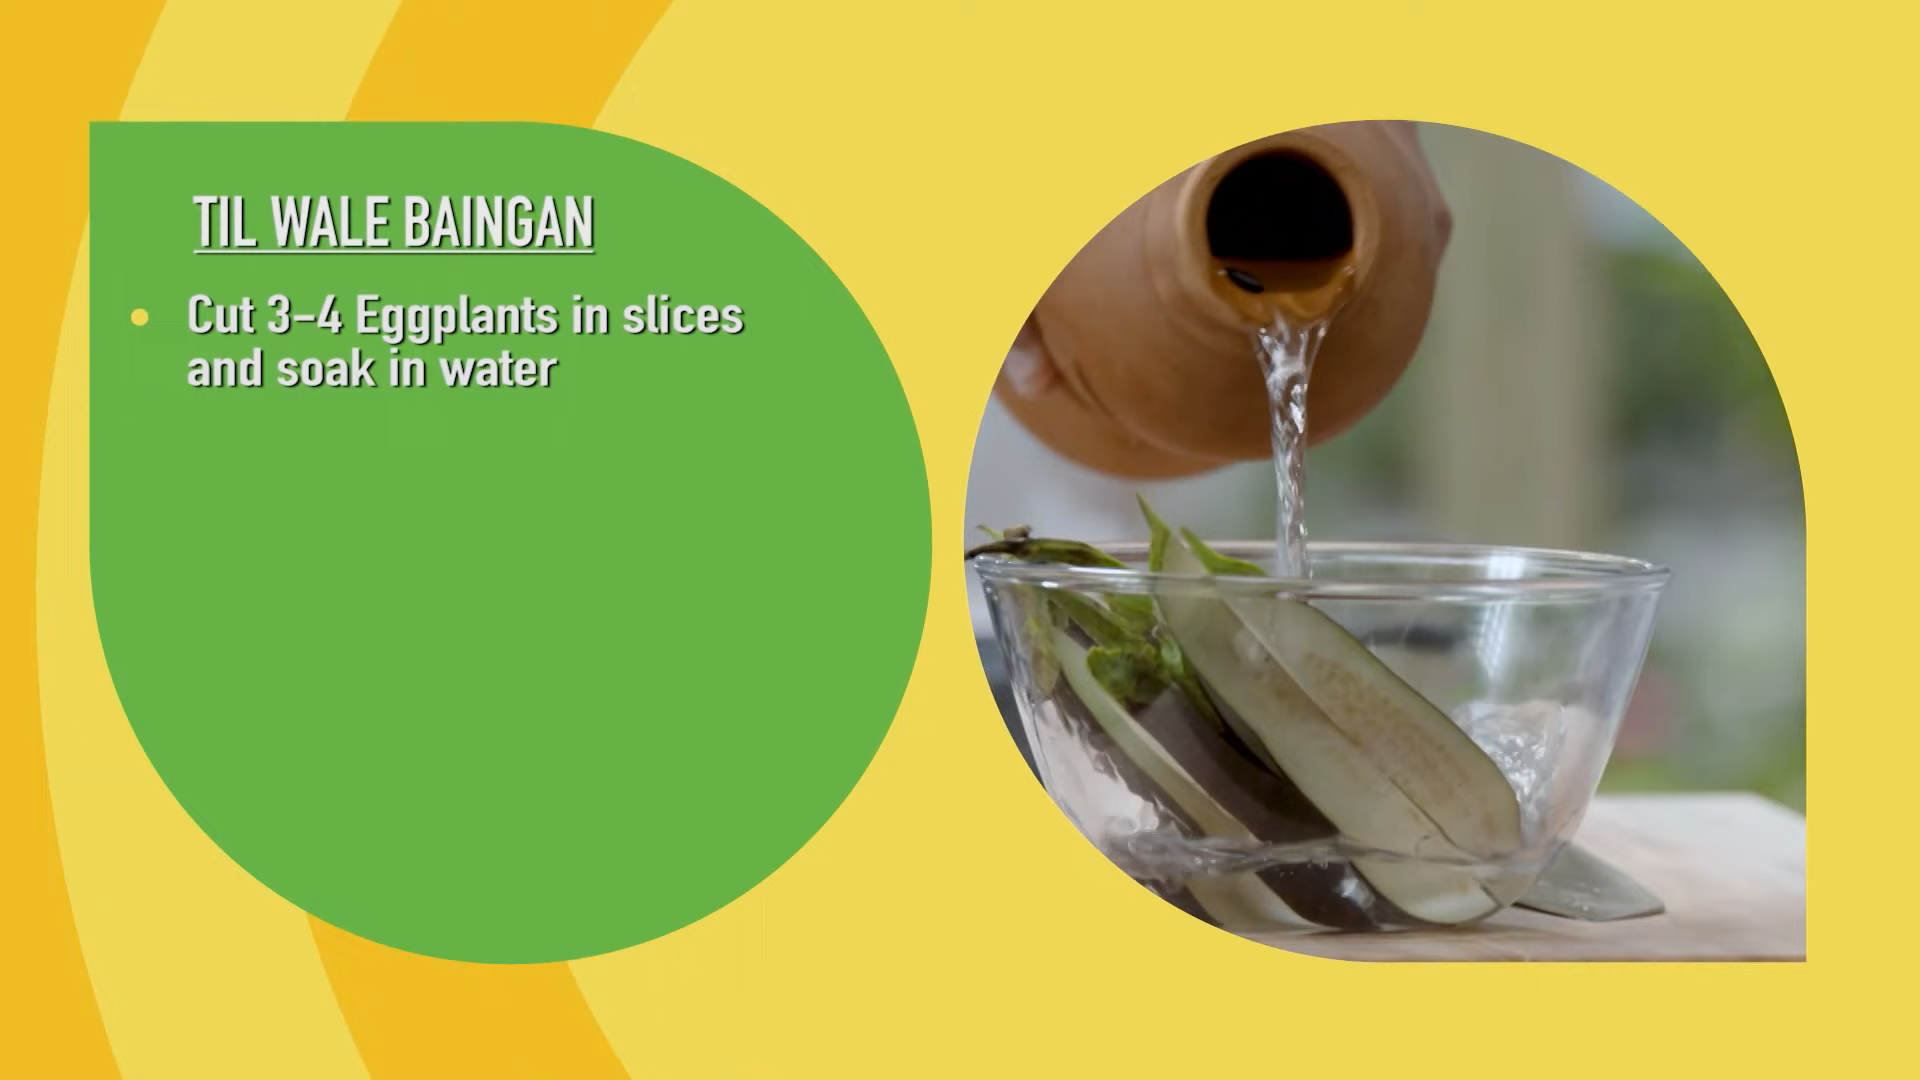 TIL WALE BAINGAN
Cut 3-4 Eggplants in slices
and soak in water